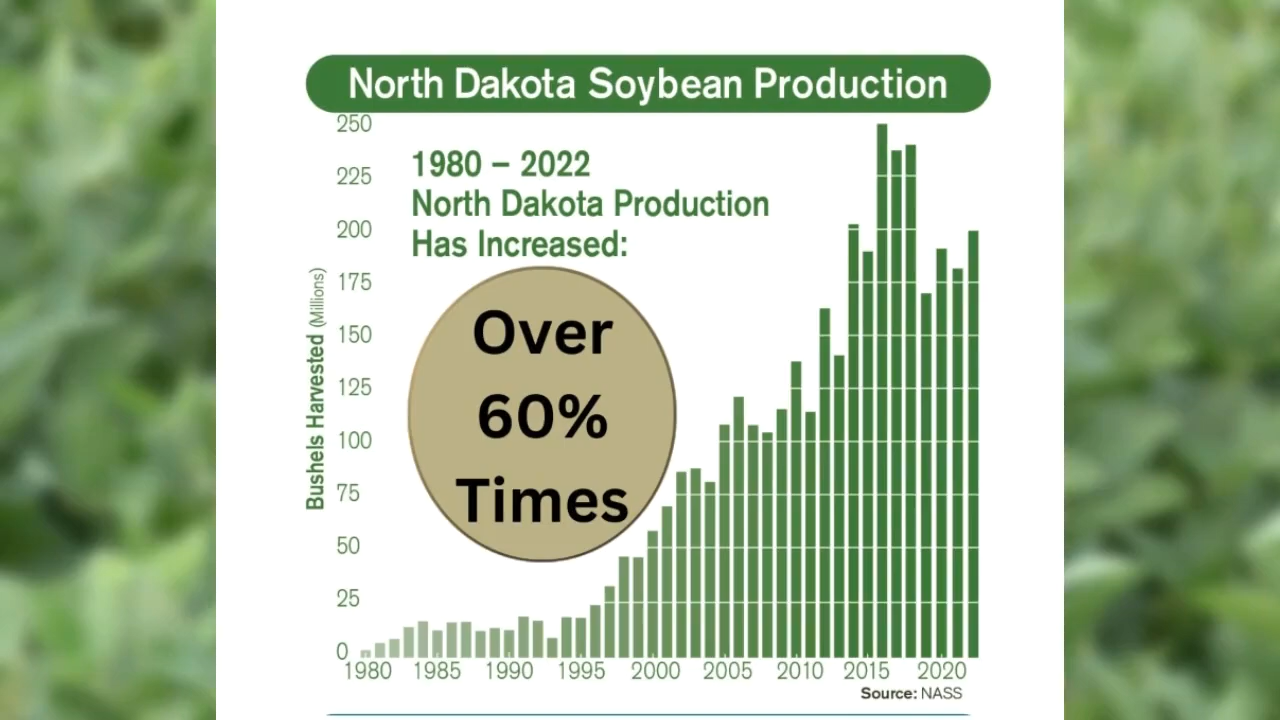 North Dakota Soybean Production
1980 – 2022
North Dakota Production
Has Increased:
Over
60%
Times
Bushels Harvested (Millions)
250
225
200
175
150
125
100
75
50
25
0
1980 1985 1990 1995 2000 2005 2010 2015 2020
Source: NASS